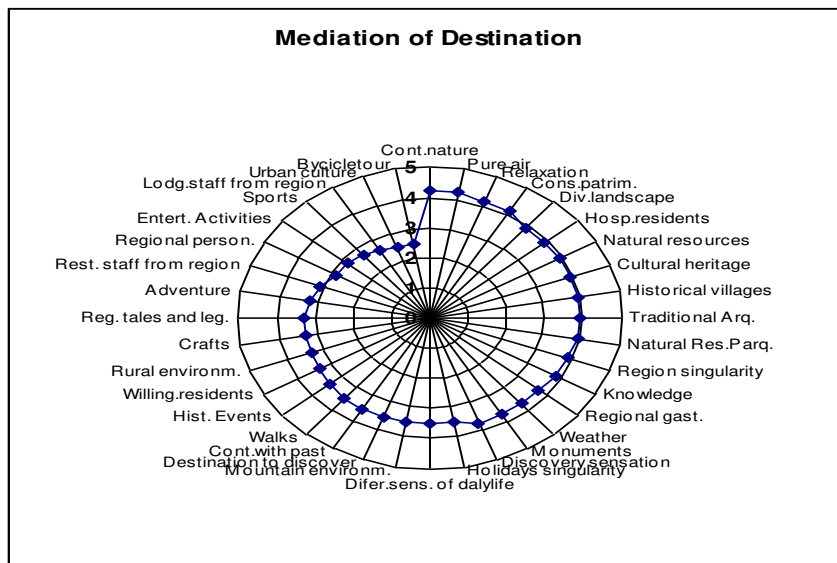 Mediation of Destination
Cont.nature
Pure air
Relaxation
Cons.patrim.
Div.landscape
Hosp.residents
Natural resources
Cultural heritage
Historical villages
Traditional Arq.
Natural Res.Parq.
Region singularity
Knowledge
Regional gast.
Weather
Monuments
Discovery sensation
Holidays singularity
Difer.sens. of dalylife
Mountain environm.
Destination to discover
Cont.with past
Walks
Hist. Events
Willing.residents
Rural environm.
Crafts
Reg. tales and leg.
Adventure
Rest. staff from region
Regional person.
Entert. Activities
Sports
Lodg.staff from region
Urban culture
Bycicletour
5
4
3
2
1
0